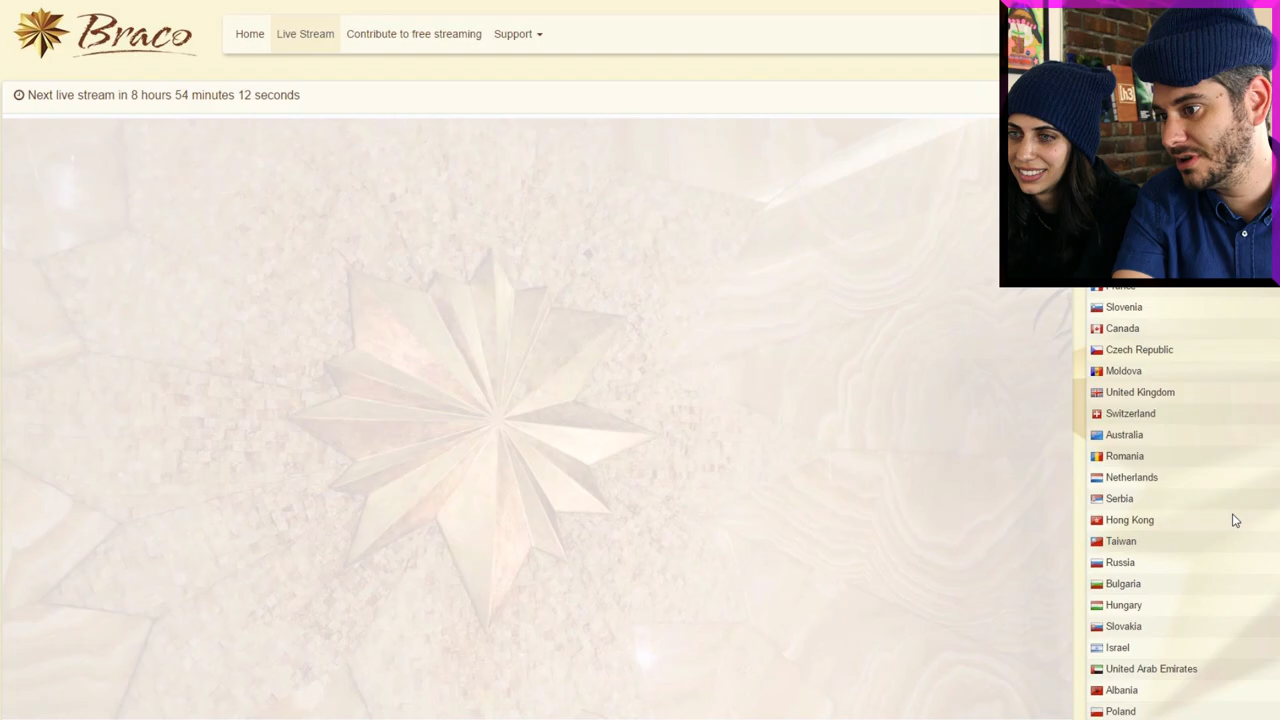 Braco
Home Live Stream Contribute to free streaming Support
Next live stream in 8 hours 54 minutes 12 seconds
h3
France
Slovenia
Canada
Czech Republic
Moldova
United Kingdom
Switzerland
Australia
Romania
Netherlands
Serbia
Hong Kong
Taiwan
Russia
Bulgaria
Hungary
Slovakia
Israel
United Arab Emirates
Albania
Poland